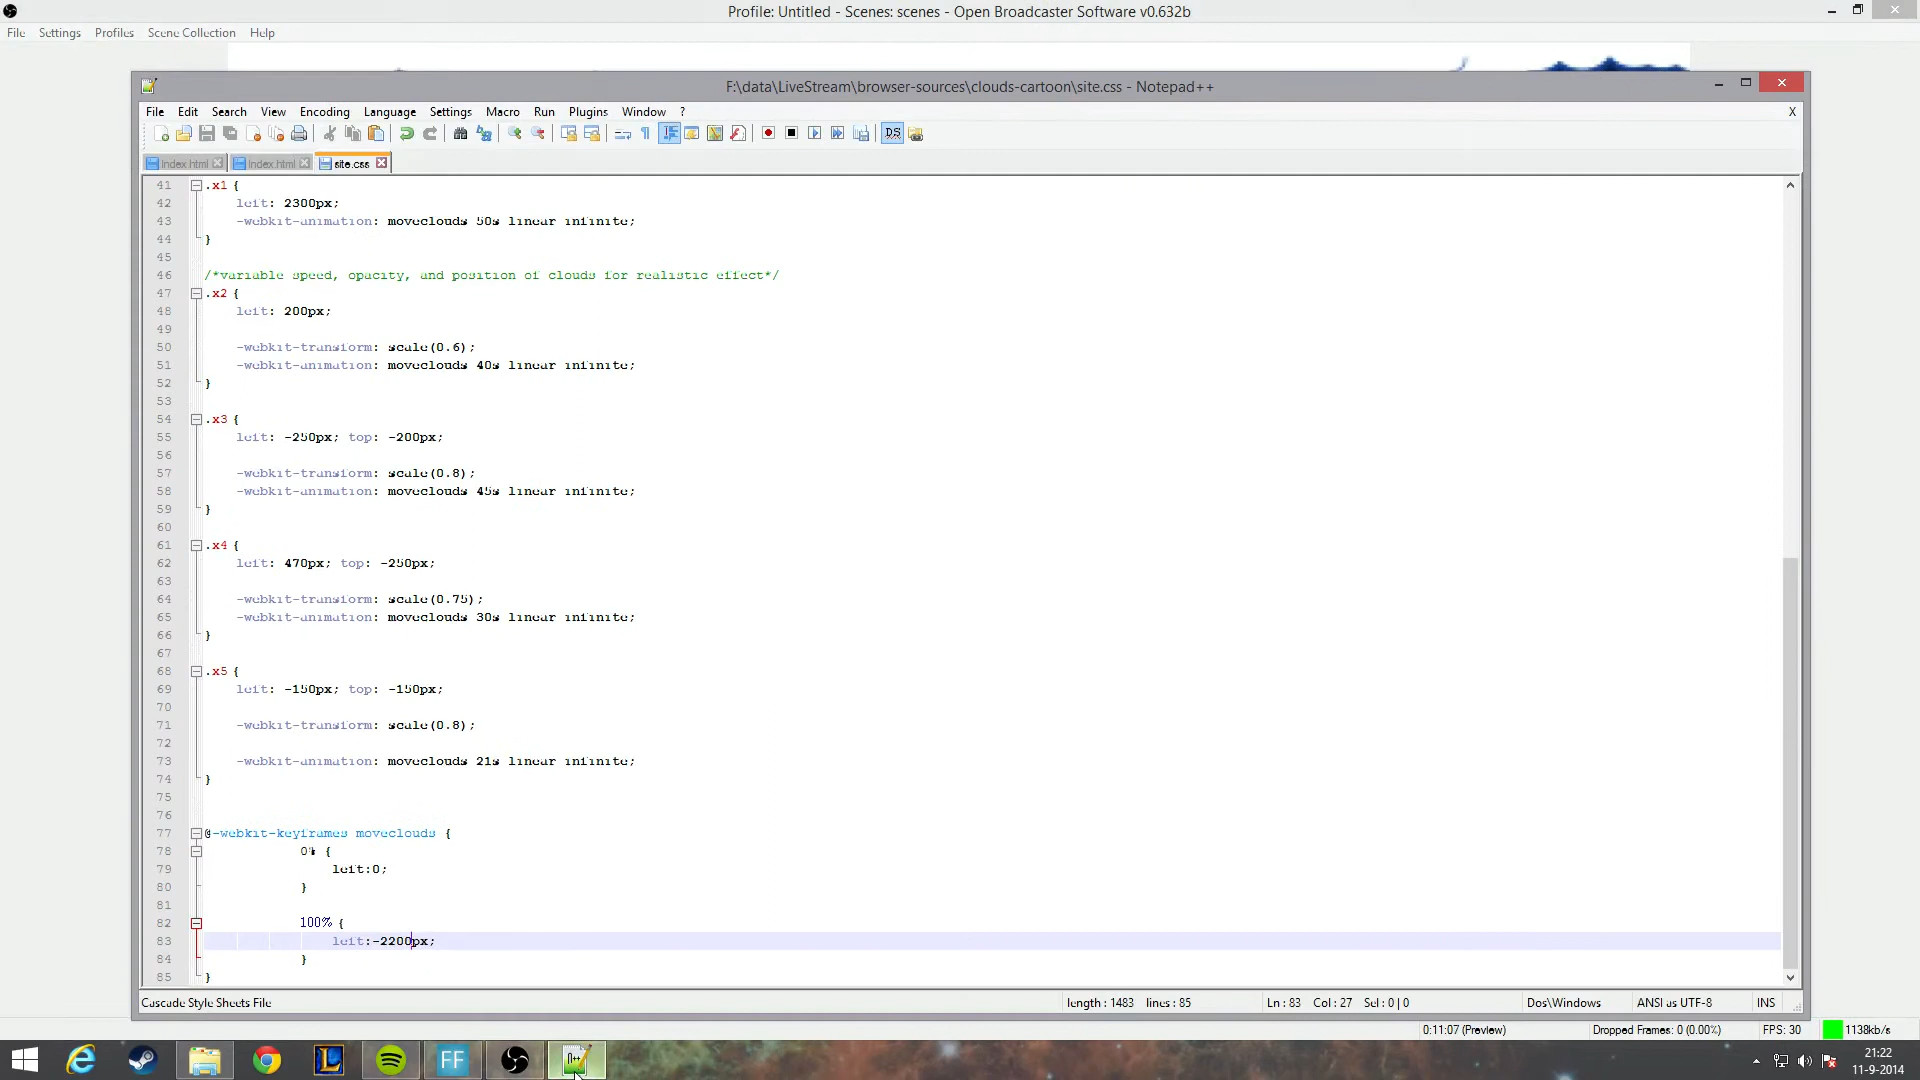 Profile: Untitled - Scenes: scenes - Open Broadcaster Software v0.632b
File Settings Profiles Scene Collection Help
F:\data\LiveStream\browser-sources\clouds-cartoon\site.css - Notepad++
File Edit Search View Encoding Language Settings Macro Run Plugins Window ? X
index.html index.html site.css
41 .x1 {
42 left: 2300px;
43 -webkit-animation: moveclouds 50s linear infinite;
44 }
45
46 /*variable speed, opacity, and position of clouds for realistic effect*/
47 .x2 {
48 left: 200px;
49
50 -webkit-transform: scale(0.6);
51 -webkit-animation: moveclouds 40s linear infinite;
52 }
53
54 .x3 {
55 left: -250px; top: -200px;
56
57 -webkit-transform: scale(0.8);
58 -webkit-animation: moveclouds 45s linear infinite;
59 }
60
61 .x4 {
62 left: 470px; top: -250px;
63
64 -webkit-transform: scale(0.75);
65 -webkit-animation: moveclouds 30s linear infinite;
66 }
67
68 .x5 {
69 left: -150px; top: -150px;
70
71 -webkit-transform: scale(0.8);
72
73 -webkit-animation: moveclouds 21s linear infinite;
74 }
75
76
77 @-webkit-keyframes moveclouds {
78 0% {
79 left:0;
80 }
81
82 100% {
83 left:-2200px;
84 }
85 }
Cascade Style Sheets File length : 1483 lines : 85 Ln : 83 Col : 27 Sel : 0 | 0 Dos\Windows ANSI as UTF-8 INS
0:11:07 (Preview) Dropped Frames: 0 (0.00%) FPS: 30 1138kb/s
FF
21:22
11-9-2014